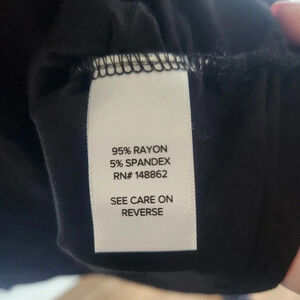 95% RAYON
5% SPANDEX
RN# 148862
SEE CARE ON
REVERSE